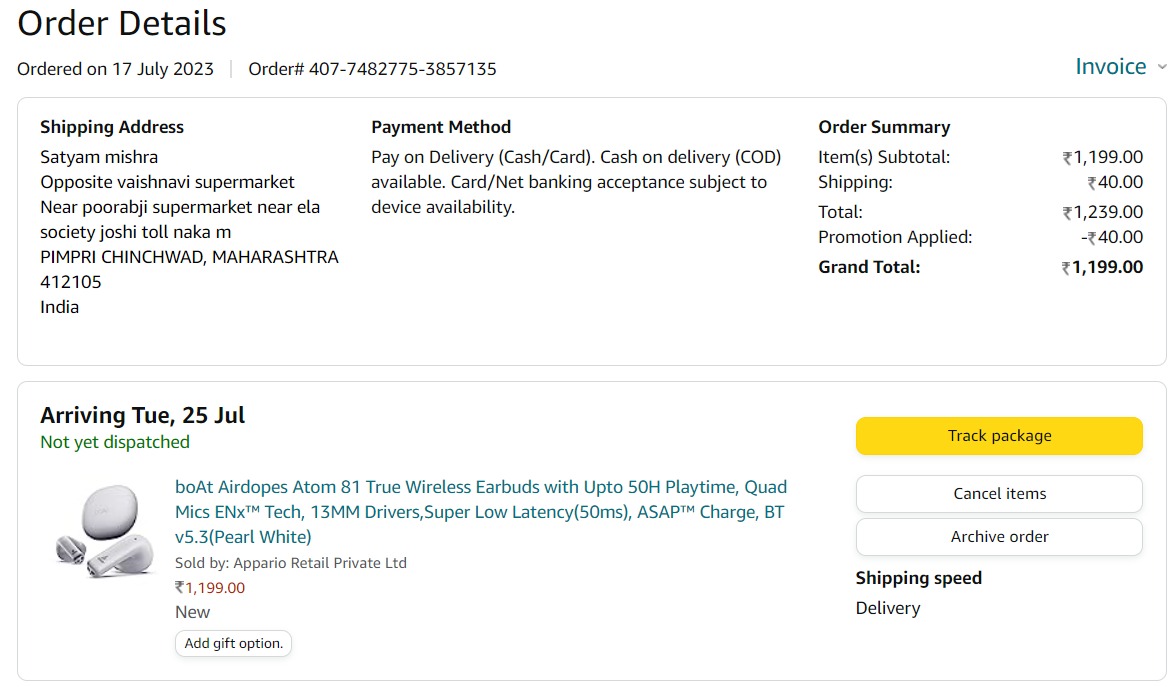 Order Details
Ordered on 17 July 2023 Order# 407-7482775-3857135
Invoice
Shipping Address
Satyam mishra
Opposite vaishnavi supermarket
Near poorabji supermarket near ela
society joshi toll naka m
PIMPRI CHINCHWAD, MAHARASHTRA
412105
India
Payment Method
Pay on Delivery (Cash/Card). Cash on delivery (COD)
available. Card/Net banking acceptance subject to
device availability.
Order Summary
Item(s) Subtotal: ₹1,199.00
Shipping: ₹40.00
Total: ₹1,239.00
Promotion Applied: -₹40.00
Grand Total: ₹1,199.00
Arriving Tue, 25 Jul
Not yet dispatched
boAt Airdopes Atom 81 True Wireless Earbuds with Upto 50H Playtime, Quad
Mics ENx™ Tech, 13MM Drivers,Super Low Latency(50ms), ASAP™ Charge, BT
v5.3(Pearl White)
Sold by: Appario Retail Private Ltd
₹1,199.00
New
Add gift option.
Track package
Cancel items
Archive order
Shipping speed
Delivery